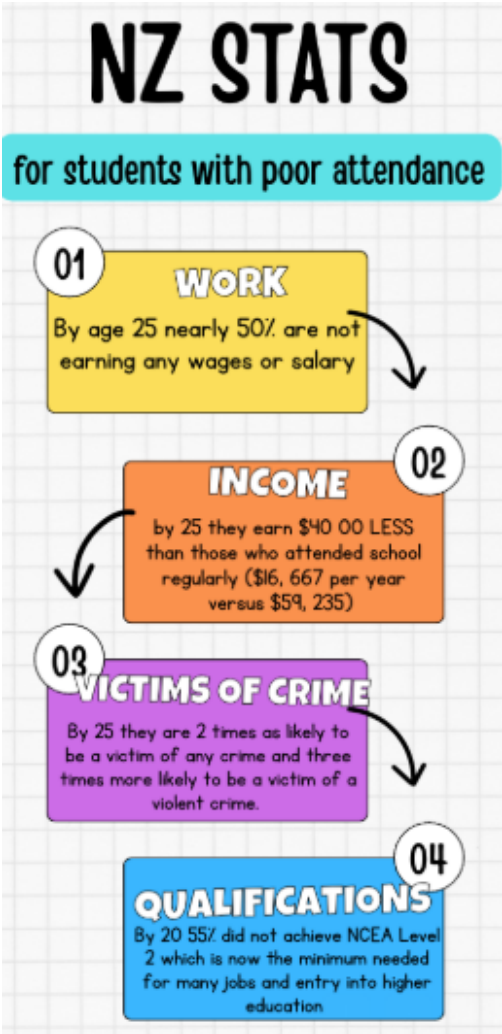 NZ STATS
for students with poor attendance
01
WORK
By age 25 nearly 50% are not
earning any wages or salary
02
INCOME
by 25 they earn $40 00 LESS
than those who attended school
regularly ($16, 667 per year
versus $59, 235)
03
VICTIMS OF CRIME
By 25 they are 2 times as likely to
be a victim of any crime and three
times more likely to be a victim of a
violent crime.
04
QUALIFICATIONS
By 20 55% did not achieve NCEA Level
2 which is now the minimum needed
for many jobs and entry into higher
education